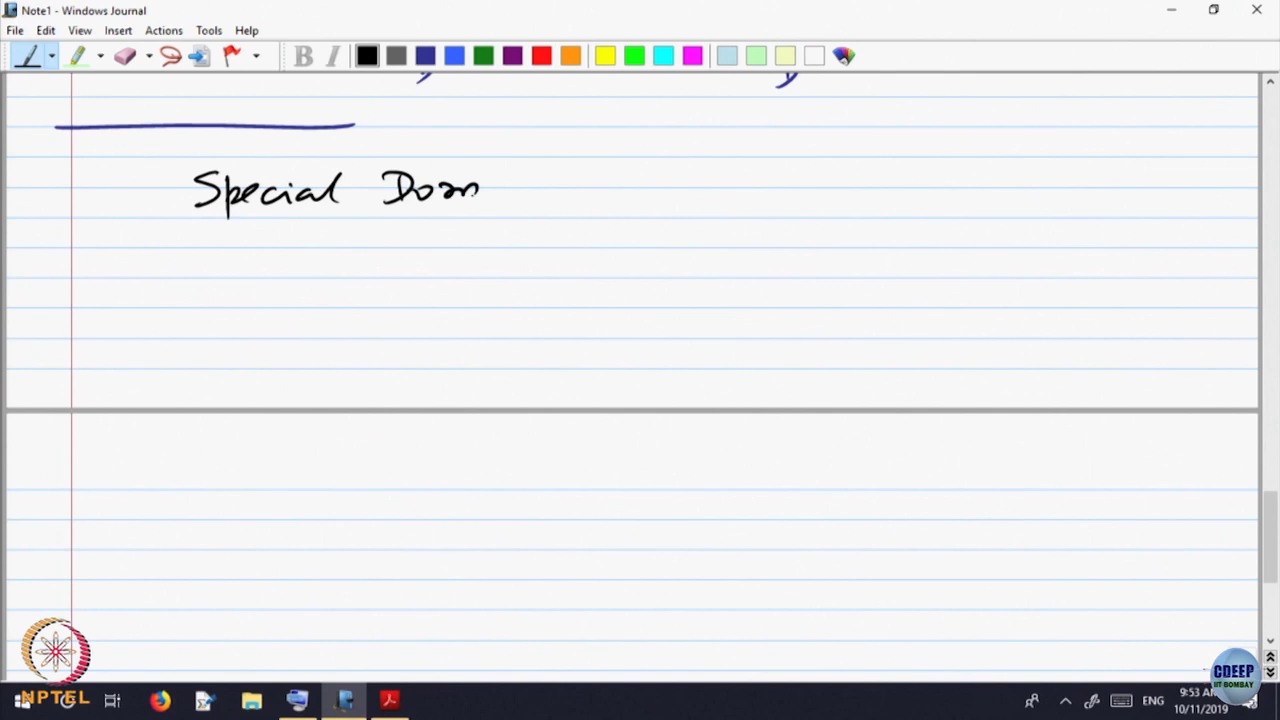 Note1 - Windows Journal
File Edit View Insert Actions Tools Help
B I
Special Dom
NPTEL
CDEEP
IIT BOMBAY
ENG
9:53 AM
10/11/2019